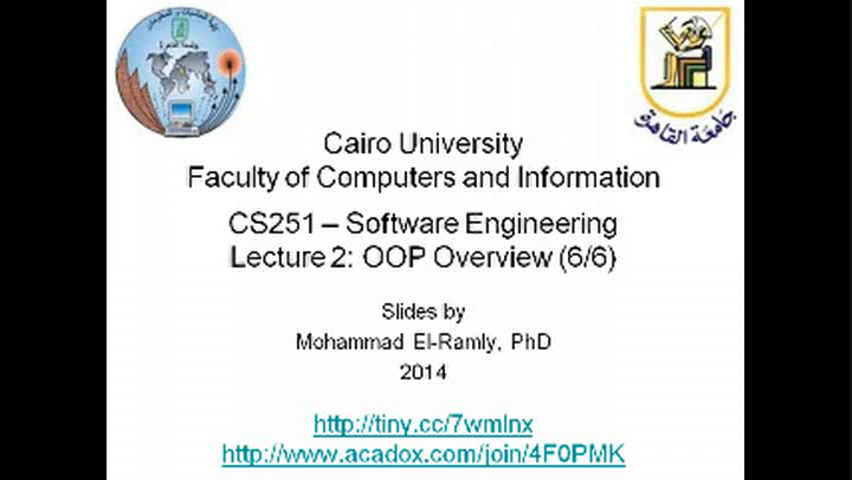 جامعة القاهرة
Cairo University
Faculty of Computers and Information
CS251 – Software Engineering
Lecture 2: OOP Overview (6/6)
Slides by
Mohammad El-Ramly, PhD
2014
http://tiny.cc/7wmlnx
http://www.acadox.com/join/4F0PMK